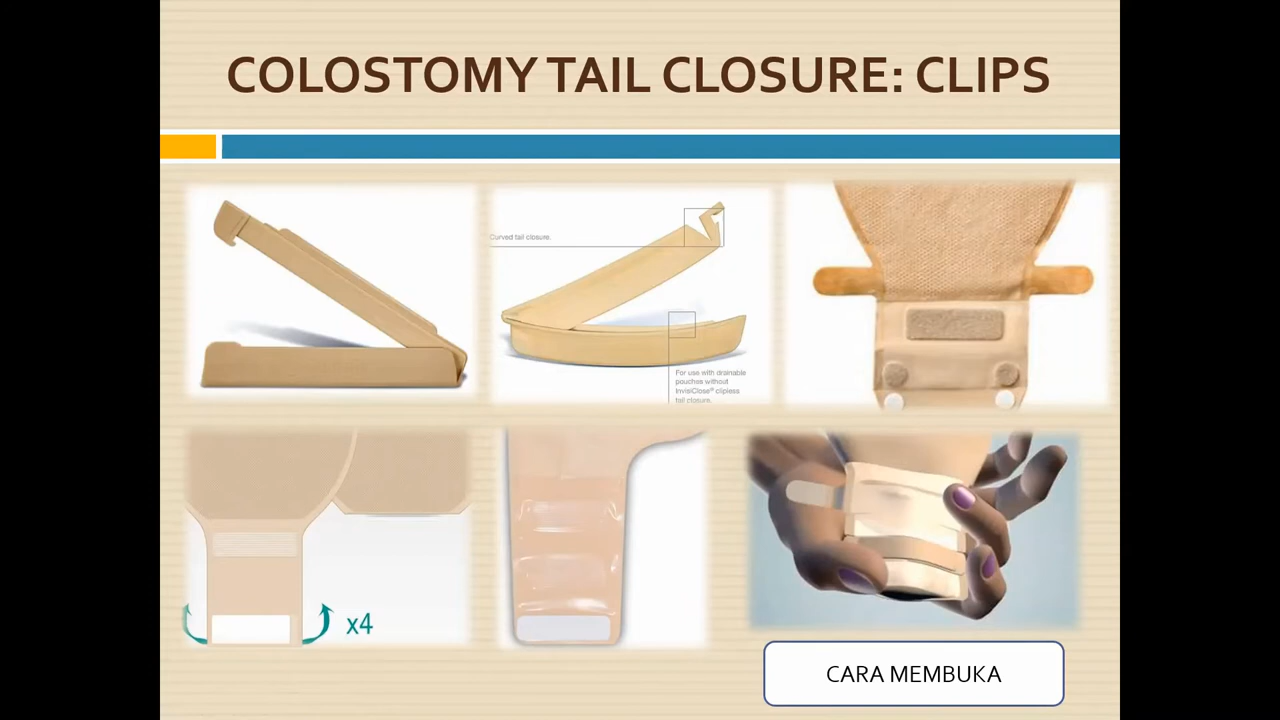 COLOSTOMY TAIL CLOSURE: CLIPS
Curved tail closure.
For use with drainable
pouches without
InvisiClose® clipless
tail closure.
x4
CARA MEMBUKA